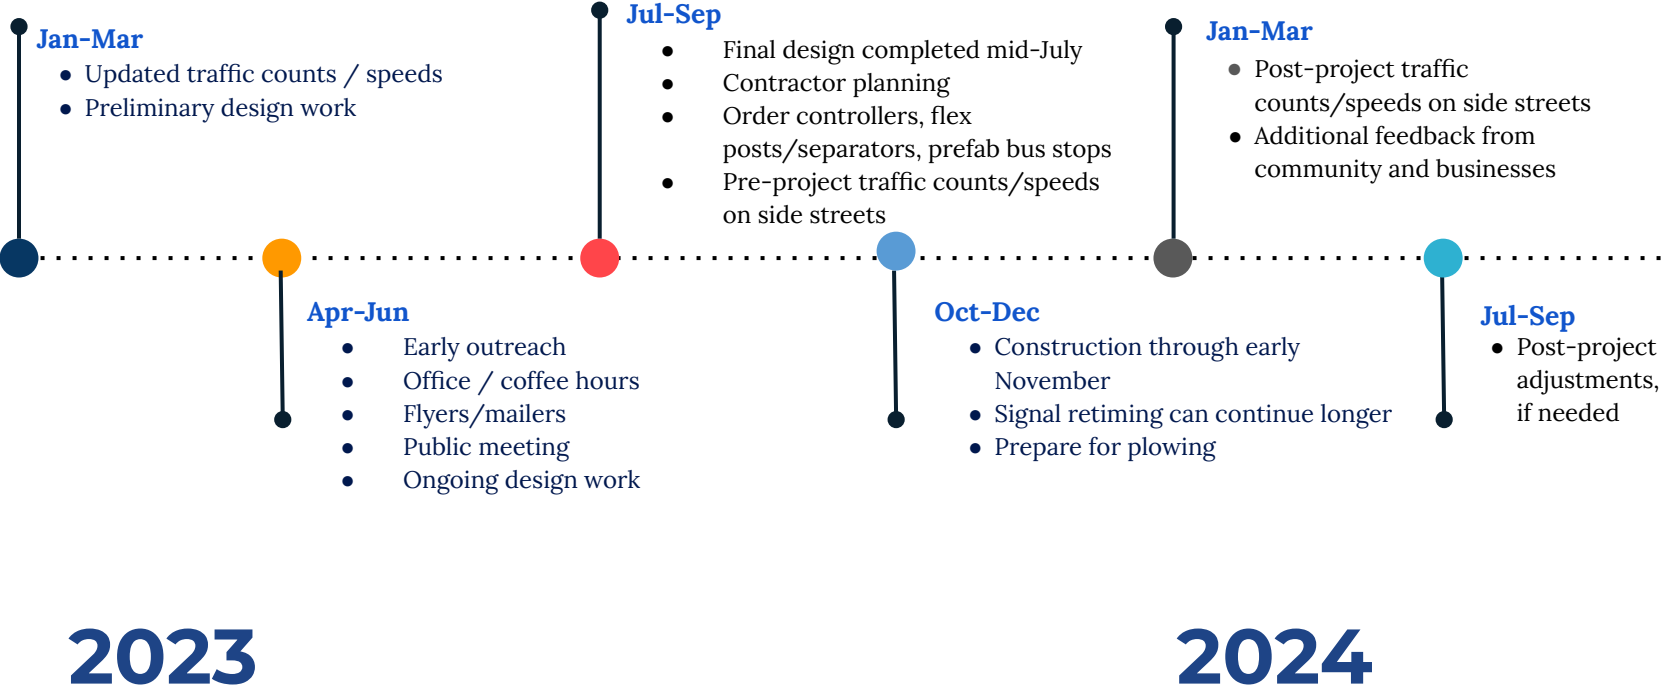 Jan-Mar
● Updated traffic counts / speeds
● Preliminary design work
Apr-Jun
● Early outreach
● Office / coffee hours
● Flyers/mailers
● Public meeting
● Ongoing design work
Jul-Sep
● Final design completed mid-July
● Contractor planning
● Order controllers, flex
posts/separators, prefab bus stops
● Pre-project traffic counts/speeds
on side streets
Oct-Dec
● Construction through early
November
● Signal retiming can continue longer
● Prepare for plowing
Jan-Mar
● Post-project traffic
counts/speeds on side streets
● Additional feedback from
community and businesses
Jul-Sep
● Post-project
adjustments,
if needed
2023
2024